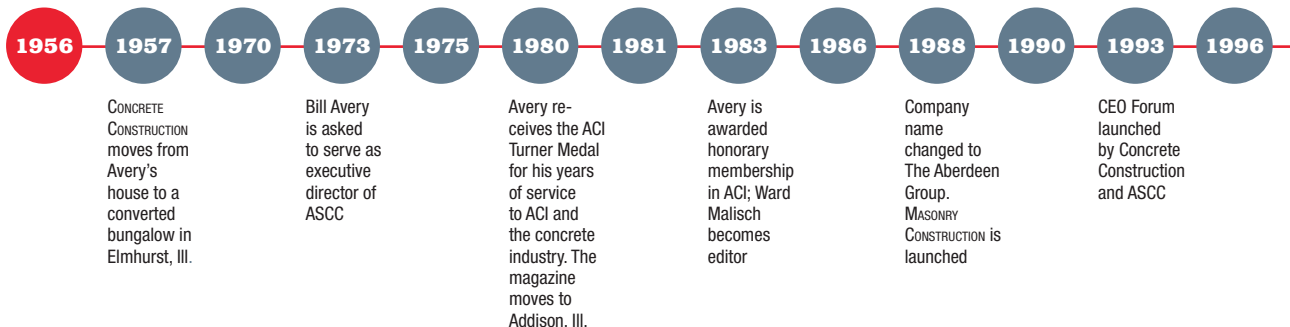 1956 1957 1970 1973 1975 1980 1981 1983 1986 1988 1990 1993 1996
CONCRETE
CONSTRUCTION
moves from
Avery's
house to a
converted
bungalow in
Elmhurst, Ill.
Bill Avery
is asked
to serve as
executive
director of
ASCC
Avery re-
ceives the ACI
Turner Medal
for his years
of service
to ACI and
the concrete
industry. The
magazine
moves to
Addison, Ill.
Avery is
awarded
honorary
membership
in ACI; Ward
Malisch
becomes
editor
Company
name
changed to
The Aberdeen
Group.
MASONRY
CONSTRUCTION is
launched
CEO Forum
launched
by Concrete
Construction
and ASCC